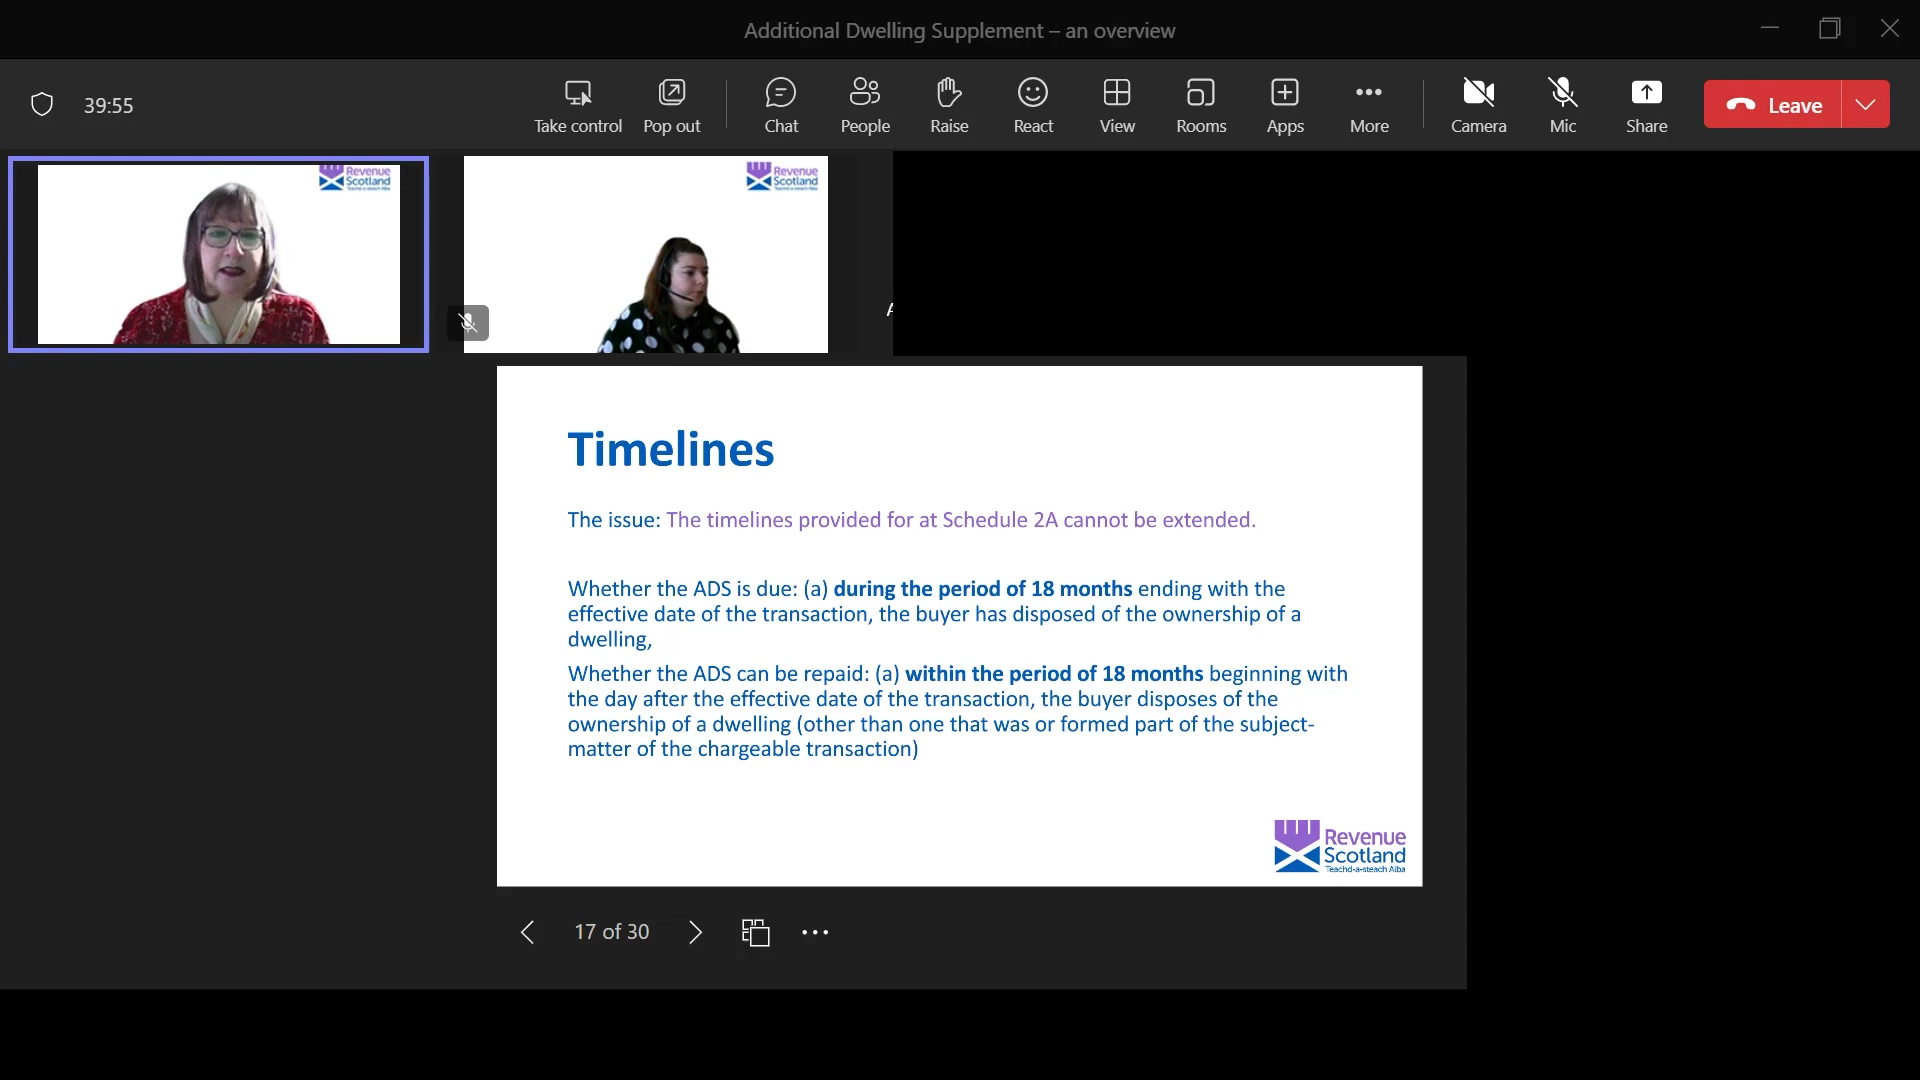 Additional Dwelling Supplement – an overview
39:55
Take control
Pop out
Chat
People
Raise
React
View
Rooms
Apps
More
Camera
Mic
Share
Leave
Revenue
Scotland
Teachd-a-steach Alba
Revenue
Scotland
Teachd-a-steach Alba
Timelines
The issue: The timelines provided for at Schedule 2A cannot be extended.
Whether the ADS is due: (a) during the period of 18 months ending with the
effective date of the transaction, the buyer has disposed of the ownership of a
dwelling,
Whether the ADS can be repaid: (a) within the period of 18 months beginning with
the day after the effective date of the transaction, the buyer disposes of the
ownership of a dwelling (other than one that was or formed part of the subject-
matter of the chargeable transaction)
Revenue
Scotland
Teachd-a-steach Alba
17 of 30